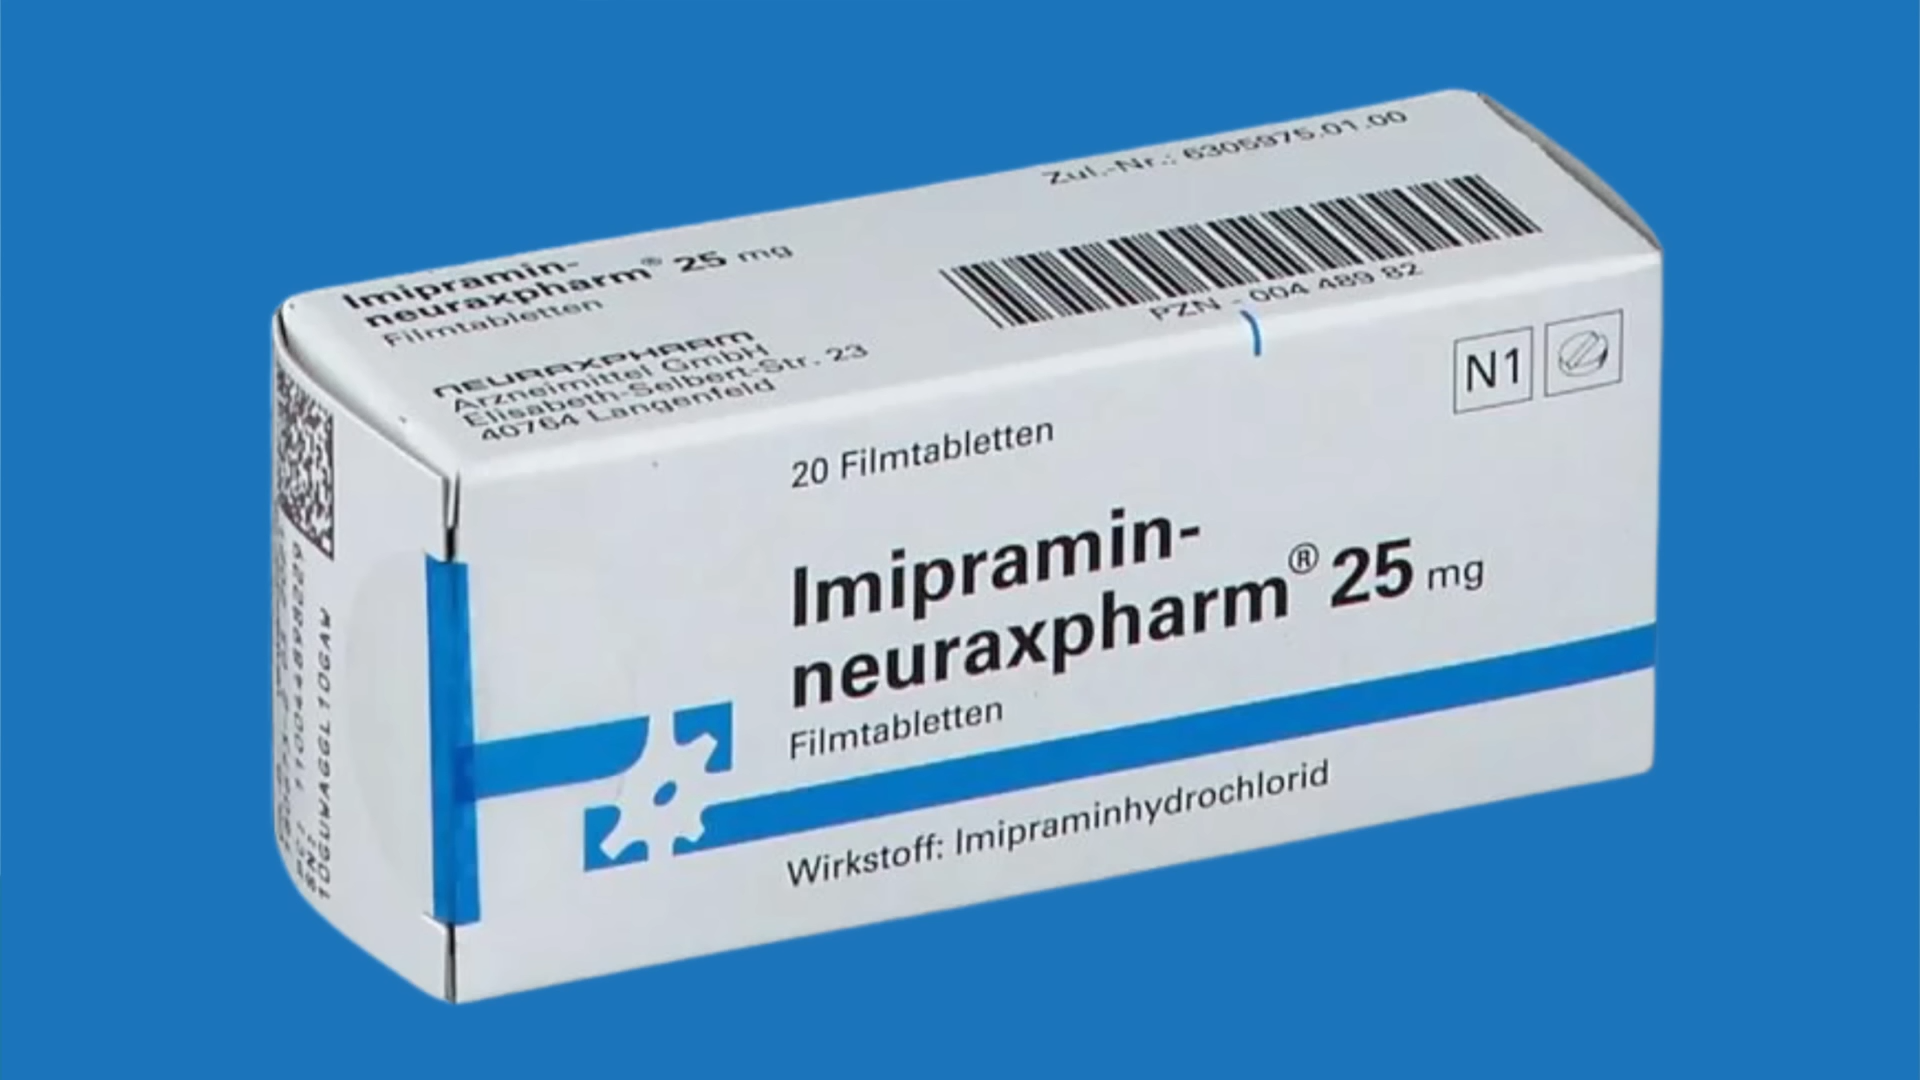 Imipramin-
neuraxpharm® 25 mg
Filmtabletten
NEURAXPHARM
Arzneimittel GmbH
Elisabeth-Selbert-Str. 23
40764 Langenfeld
Zul.-Nr.: 6305975.01.00
PZN - 004 489 82
N1
20 Filmtabletten
Imipramin-
neuraxpharm® 25 mg
Filmtabletten
Wirkstoff: Imipraminhydrochlorid